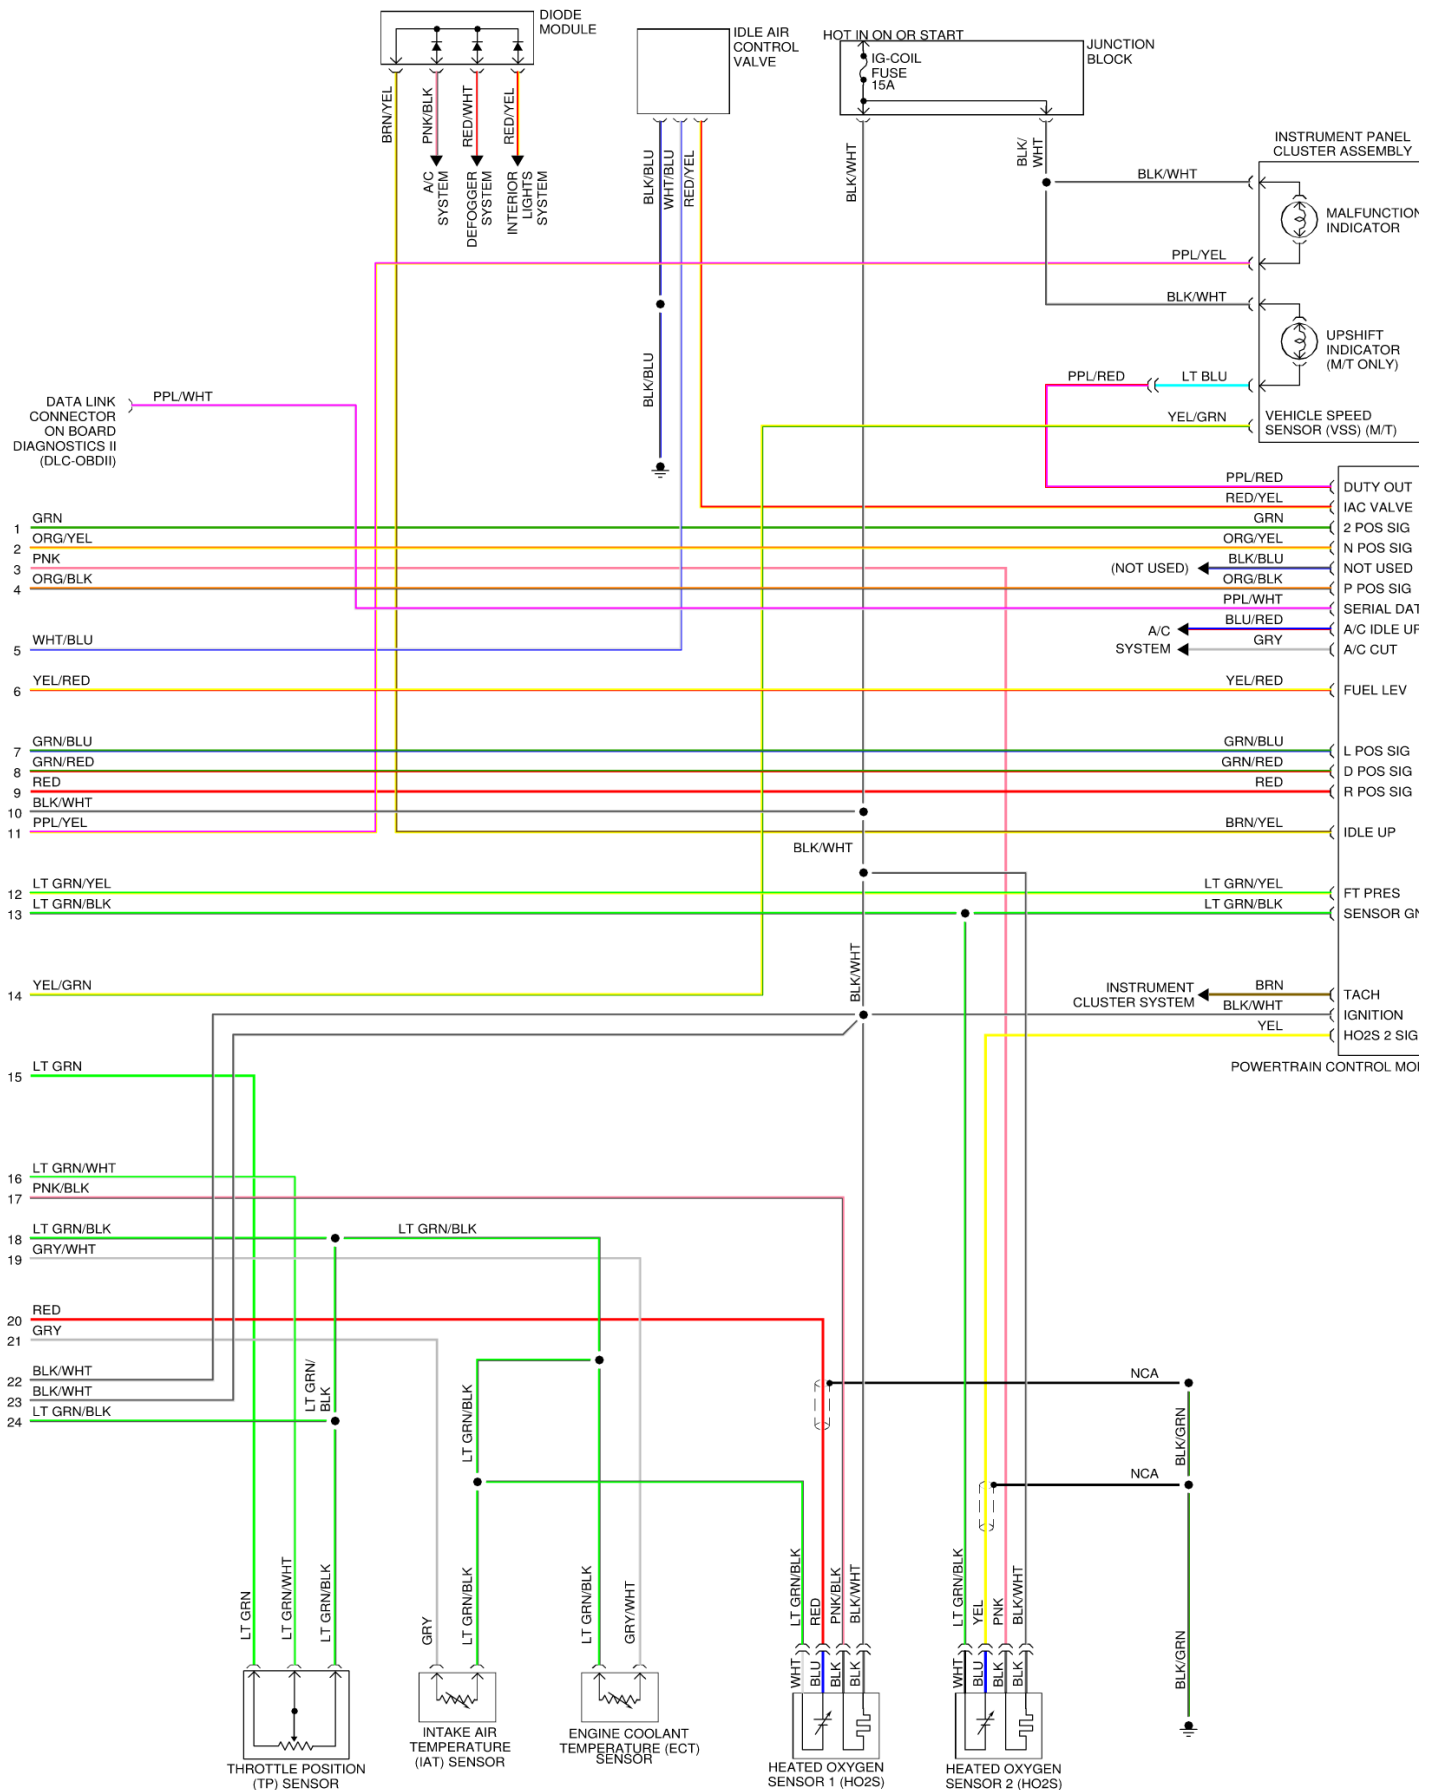 DIODE
MODULE
IDLE AIR
CONTROL
VALVE
HOT IN ON OR START
IG-COIL
FUSE
15A
JUNCTION
BLOCK
BRN/YEL
PNK/BLK
RED/WHT
RED/YEL
A/C
SYSTEM
DEFOGGER
SYSTEM
INTERIOR
LIGHTS
SYSTEM
BLK/BLU
WHT/BLU
RED/YEL
BLK/WHT
BLK/
WHT
INSTRUMENT PANEL
CLUSTER ASSEMBLY
BLK/WHT
MALFUNCTION
INDICATOR
PPL/YEL
BLK/WHT
UPSHIFT
INDICATOR
(M/T ONLY)
PPL/RED
LT BLU
BLK/BLU
DATA LINK
CONNECTOR
ON BOARD
DIAGNOSTICS II
(DLC-OBDII)
PPL/WHT
YEL/GRN
VEHICLE SPEED
SENSOR (VSS) (M/T)
PPL/RED
DUTY OUT
RED/YEL
IAC VALVE
1 GRN
GRN
2 POS SIG
2 ORG/YEL
ORG/YEL
N POS SIG
3 PNK
(NOT USED)
BLK/BLU
NOT USED
4 ORG/BLK
ORG/BLK
P POS SIG
PPL/WHT
SERIAL DAT
A/C
SYSTEM
BLU/RED
A/C IDLE UP
5 WHT/BLU
GRY
A/C CUT
6 YEL/RED
YEL/RED
FUEL LEV
7 GRN/BLU
GRN/BLU
L POS SIG
8 GRN/RED
GRN/RED
D POS SIG
9 RED
RED
R POS SIG
10 BLK/WHT
11 PPL/YEL
BRN/YEL
IDLE UP
BLK/WHT
12 LT GRN/YEL
LT GRN/YEL
FT PRES
13 LT GRN/BLK
LT GRN/BLK
SENSOR GN
BLK/WHT
14 YEL/GRN
INSTRUMENT
CLUSTER SYSTEM
BRN
TACH
BLK/WHT
IGNITION
YEL
HO2S 2 SIG
POWERTRAIN CONTROL MO
15 LT GRN
16 LT GRN/WHT
17 PNK/BLK
18 LT GRN/BLK
LT GRN/BLK
19 GRY/WHT
20 RED
21 GRY
22 BLK/WHT
23 BLK/WHT
24 LT GRN/BLK
LT GRN/
BLK
LT GRN/BLK
NCA
BLK/GRN
NCA
LT GRN
LT GRN/WHT
LT GRN/BLK
GRY
LT GRN/BLK
LT GRN/BLK
GRY/WHT
LT GRN/BLK
RED
PNK/BLK
BLK/WHT
LT GRN/BLK
YEL
PNK
BLK/WHT
WHT
BLU
BLK
BLK
WHT
BLU
BLK
BLK
BLK/GRN
THROTTLE POSITION
(TP) SENSOR
INTAKE AIR
TEMPERATURE
(IAT) SENSOR
ENGINE COOLANT
TEMPERATURE (ECT)
SENSOR
HEATED OXYGEN
SENSOR 1 (HO2S)
HEATED OXYGEN
SENSOR 2 (HO2S)